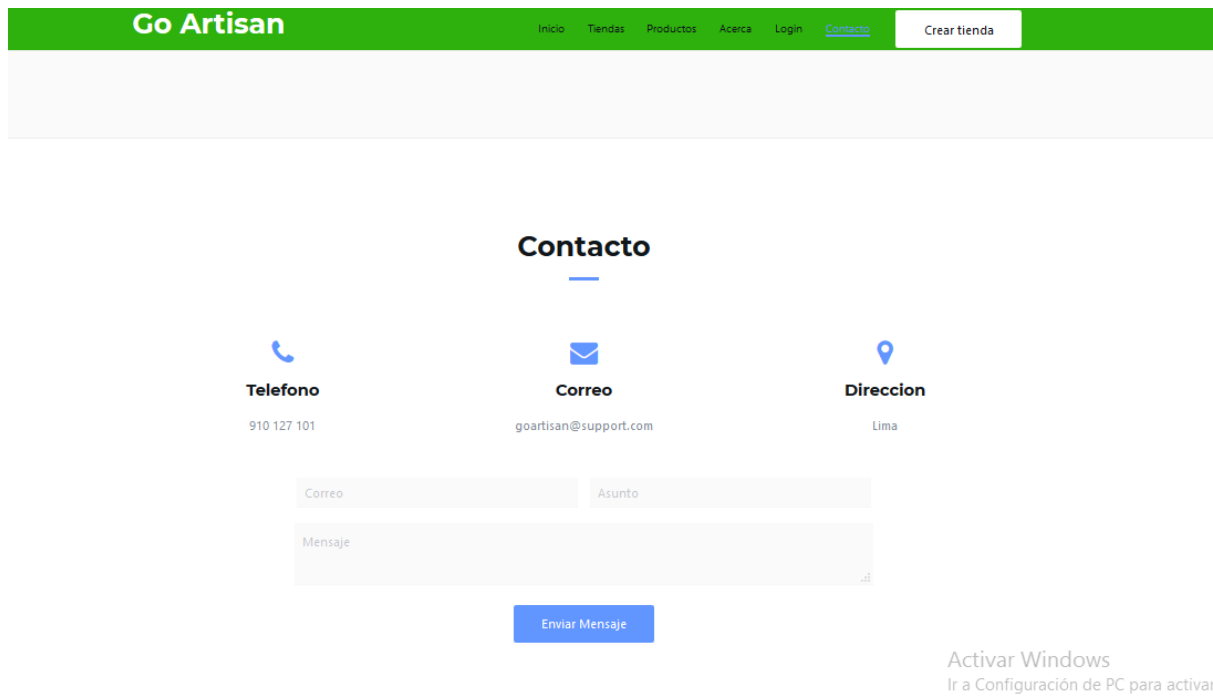 Go Artisan
Inicio Tiendas Productos Acerca Login Contacto Crear tienda
Contacto
Telefono Correo Direccion
910 127 101 goartisan@support.com Lima
Correo Asunto
Mensaje
Enviar Mensaje
Activar Windows
Ir a Configuración de PC para activar